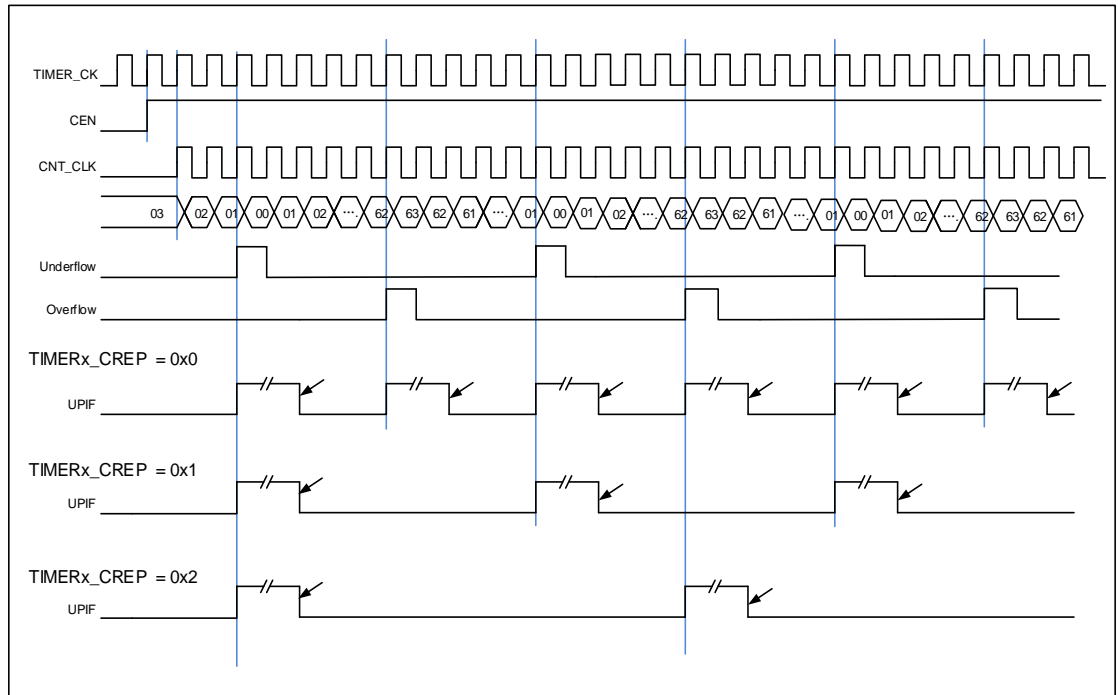 TIMER_CK
CEN
CNT_CLK
03 02 01 00 01 02 .... 62 63 62 61 .... 01 00 01 02 .... 62 63 62 61 .... 01 00 01 02 .... 62 63 62 61
Underflow
Overflow
TIMERx_CREP = 0x0
UPIF
TIMERx_CREP = 0x1
UPIF
TIMERx_CREP = 0x2
UPIF